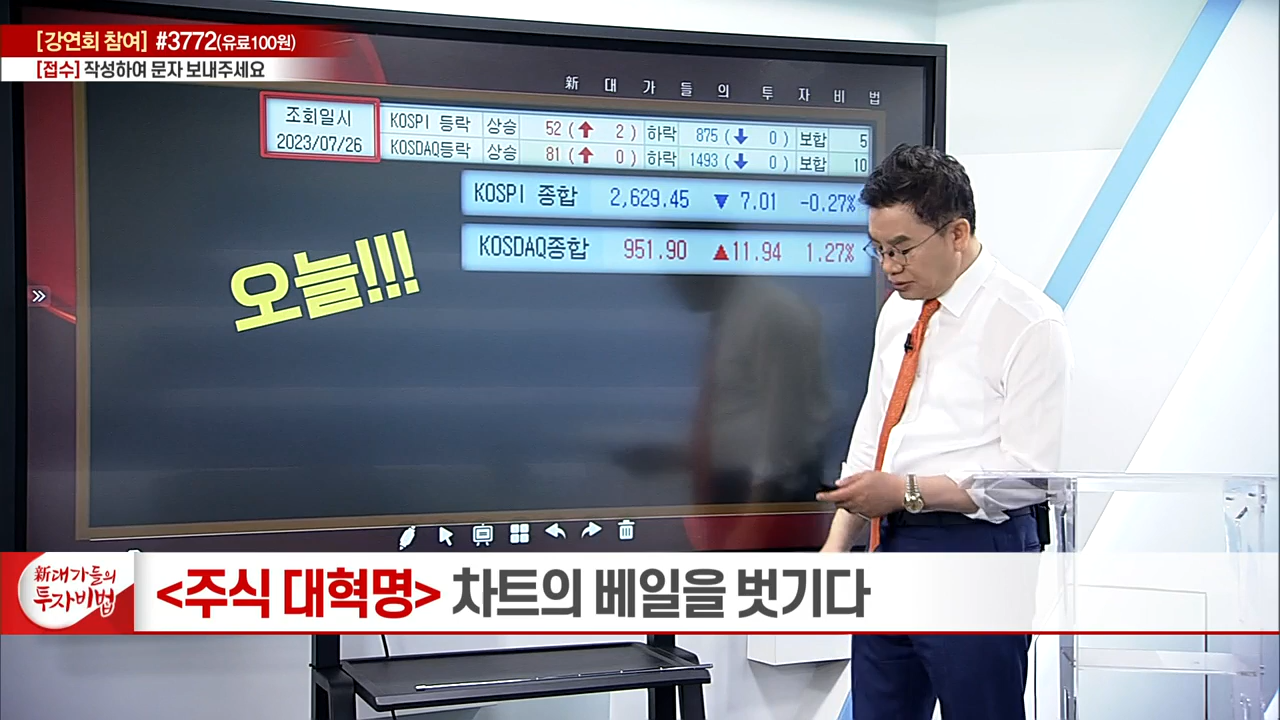 [강연회 참여] #3772(유료100원)
[접수] 작성하여 문자 보내주세요
新 대 가 들 의 투 자 비 법
조회일시
2023/07/26
KOSPI 등락 상승 52 ( ⬆ 2 ) 하락 875 ( ⬇ 0 ) 보합 5
KOSDAQ등락 상승 81 ( ⬆ 0 ) 하락 1493 ( ⬇ 0 ) 보합 10
KOSPI 종합 2,629.45 ▼ 7.01 -0.27%
KOSDAQ종합 951.90 ▲11.94 1.27%
오늘!!!
新대가들의
투자비법
<주식 대혁명> 차트의 베일을 벗기다